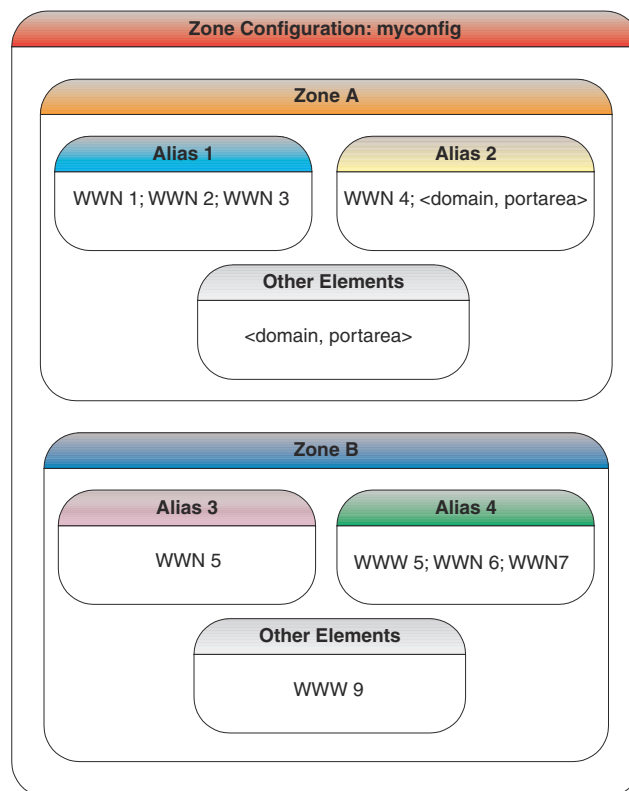 Zone Configuration: myconfig
Zone A
Alias 1
WWN 1; WWN 2; WWN 3
Alias 2
WWN 4; <domain, portarea>
Other Elements
<domain, portarea>
Zone B
Alias 3
WWN 5
Alias 4
WWW 5; WWN 6; WWN7
Other Elements
WWW 9